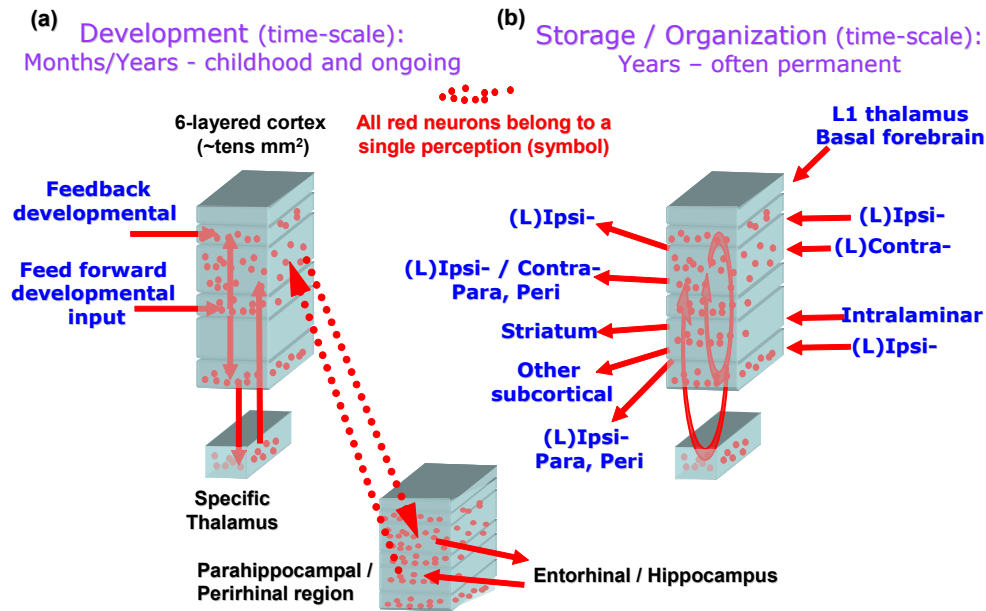 (a)
Development (time-scale):
Months/Years - childhood and ongoing
6-layered cortex
(~tens mm²)
All red neurons belong to a
single perception (symbol)
Feedback
developmental
Feed forward
developmental
input
Specific
Thalamus
Parahippocampal /
Perirhinal region
Entorhinal / Hippocampus
(b)
Storage / Organization (time-scale):
Years – often permanent
L1 thalamus
Basal forebrain
(L)Ipsi-
(L)Ipsi- / Contra-
Para, Peri
Striatum
Other
subcortical
(L)Ipsi-
Para, Peri
(L)Ipsi-
(L)Contra-
Intralaminar
(L)Ipsi-